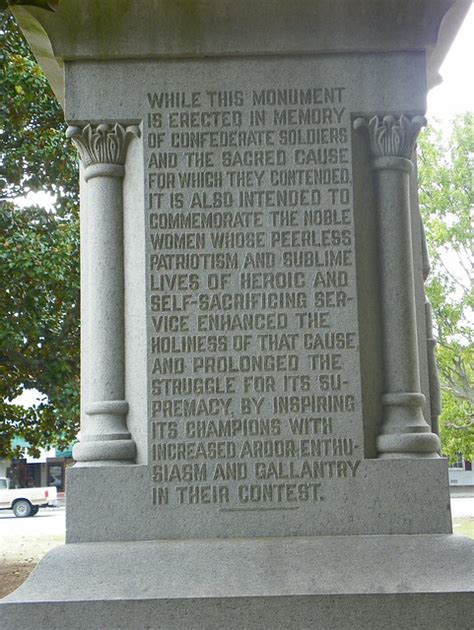 WHILE THIS MONUMENT
IS ERECTED IN MEMORY
OF CONFEDERATE SOLDIERS
AND THE SACRED CAUSE
FOR WHICH THEY CONTENDED
IT IS ALSO INTENDED TO
COMMEMORATE THE NOBLE
WOMEN WHOSE PEERLESS
PATRIOTISM, AND SUBLIME
LIVES OF HEROIC AND
SELF-SACRIFICING SER-
VICE ENHANCED THE
HOLINESS OF THAT CAUSE,
AND PROLONGED THE
STRUGGLE FOR ITS SU-
PREMACY, BY INSPIRING
ITS CHAMPIONS WITH
INCREASED ARDOR, ENTHU-
SIASM AND GALLANTRY
IN THEIR CONTEST.